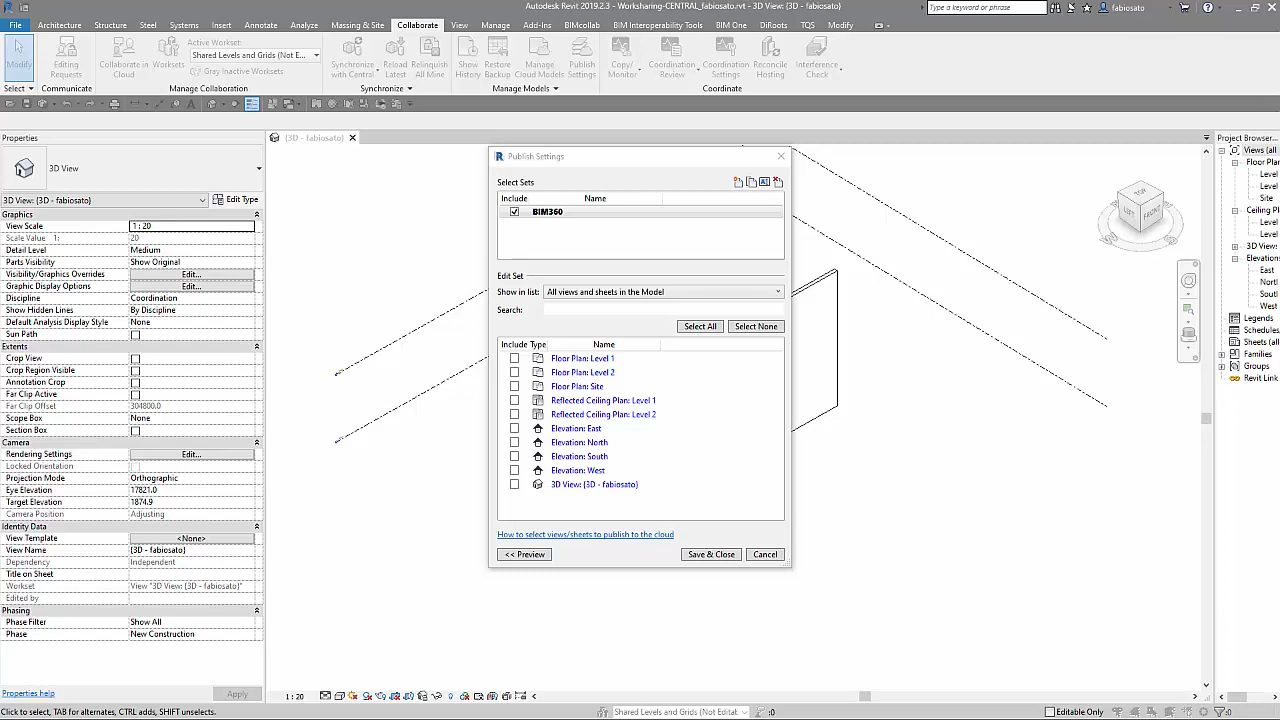 Autodesk Revit 2019.2.3 - Worksharing-CENTRAL_fabiosato.rvt - 3D View: {3D - fabiosato}
Type a keyword or phrase
fabiosato
File Architecture Structure Steel Systems Insert Annotate Analyze Massing & Site Collaborate View Manage Add-Ins BIMcollab BIM Interoperability Tools BIM One DiRoots TQS Modify
Modify
Select
Editing Requests
Communicate
Collaborate in Cloud
Worksets
Active Workset:
Shared Levels and Grids (Not E...
Gray Inactive Worksets
Manage Collaboration
Synchronize with Central
Reload Latest
Relinquish All Mine
Synchronize
Show History
Restore Backup
Manage Cloud Models
Publish Settings
Manage Models
Copy/ Monitor
Coordination Review
Coordination Settings
Reconcile Hosting
Interference Check
Coordinate
Properties
3D View
3D View: {3D - fabiosato}
Edit Type
Graphics
View Scale 1 : 20
Scale Value 1: 20
Detail Level Medium
Parts Visibility Show Original
Visibility/Graphics Overrides Edit...
Graphic Display Options Edit...
Discipline Coordination
Show Hidden Lines By Discipline
Default Analysis Display Style None
Sun Path
Extents
Crop View
Crop Region Visible
Annotation Crop
Far Clip Active
Far Clip Offset 304800.0
Scope Box None
Section Box
Camera
Rendering Settings Edit...
Locked Orientation
Projection Mode Orthographic
Eye Elevation 17821.0
Target Elevation 1874.9
Camera Position Adjusting
Identity Data
View Template <None>
View Name {3D - fabiosato}
Dependency Independent
Title on Sheet
Workset View "3D View: {3D - fabiosato}"
Edited by
Phasing
Phase Filter Show All
Phase New Construction
Properties help
Apply
{3D - fabiosato}
Publish Settings
Select Sets
Include Name
BIM360
Edit Set
Show in list: All views and sheets in the Model
Search:
Select All Select None
Include Type Name
Floor Plan: Level 1
Floor Plan: Level 2
Floor Plan: Site
Reflected Ceiling Plan: Level 1
Reflected Ceiling Plan: Level 2
Elevation: East
Elevation: North
Elevation: South
Elevation: West
3D View: {3D - fabiosato}
How to select views/sheets to publish to the cloud
<< Preview Save & Close Cancel
TOP
LEFT
FRONT
Project Browser...
Views (all
Floor Plan
Level
Level
Site
Ceiling Pl
Level
Level
3D Views
Elevations
East
North
South
West
Legends
Schedules
Sheets (al
Families
Groups
Revit Link
1 : 20
Click to select, TAB for alternates, CTRL adds, SHIFT unselects.
Shared Levels and Grids (Not Editat
:0
Editable Only
:0